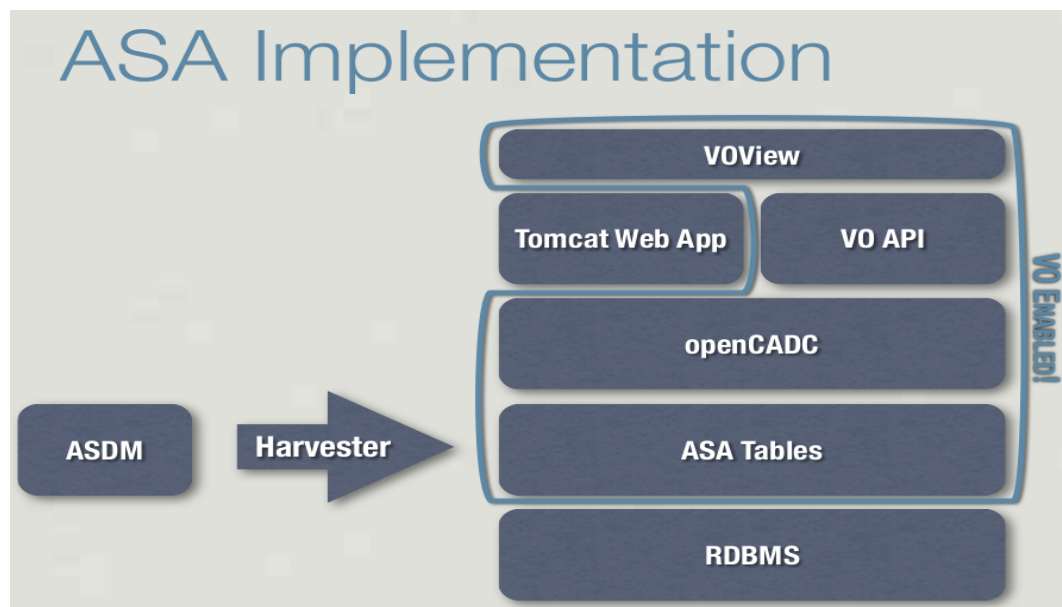 ASA Implementation
VOView
Tomcat Web App
VO API
VO ENABLED!
openCADC
ASDM
Harvester
ASA Tables
RDBMS